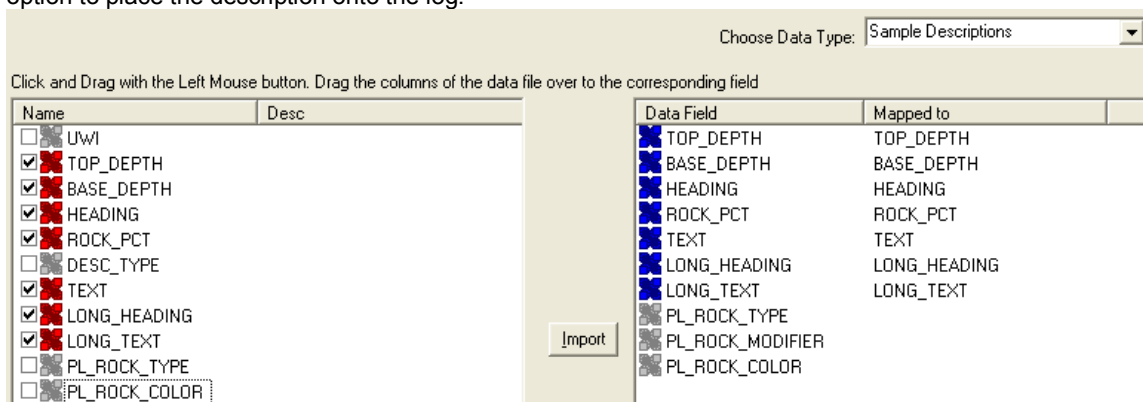 option to place the description onto the log.
Choose Data Type: Sample Descriptions
Click and Drag with the Left Mouse button. Drag the columns of the data file over to the corresponding field
Name Desc Data Field Mapped to
UWI TOP_DEPTH TOP_DEPTH
TOP_DEPTH BASE_DEPTH BASE_DEPTH
BASE_DEPTH HEADING HEADING
HEADING ROCK_PCT ROCK_PCT
ROCK_PCT TEXT TEXT
DESC_TYPE LONG_HEADING LONG_HEADING
TEXT LONG_TEXT LONG_TEXT
LONG_HEADING PL_ROCK_TYPE
LONG_TEXT Import PL_ROCK_MODIFIER
PL_ROCK_TYPE PL_ROCK_COLOR
PL_ROCK_COLOR